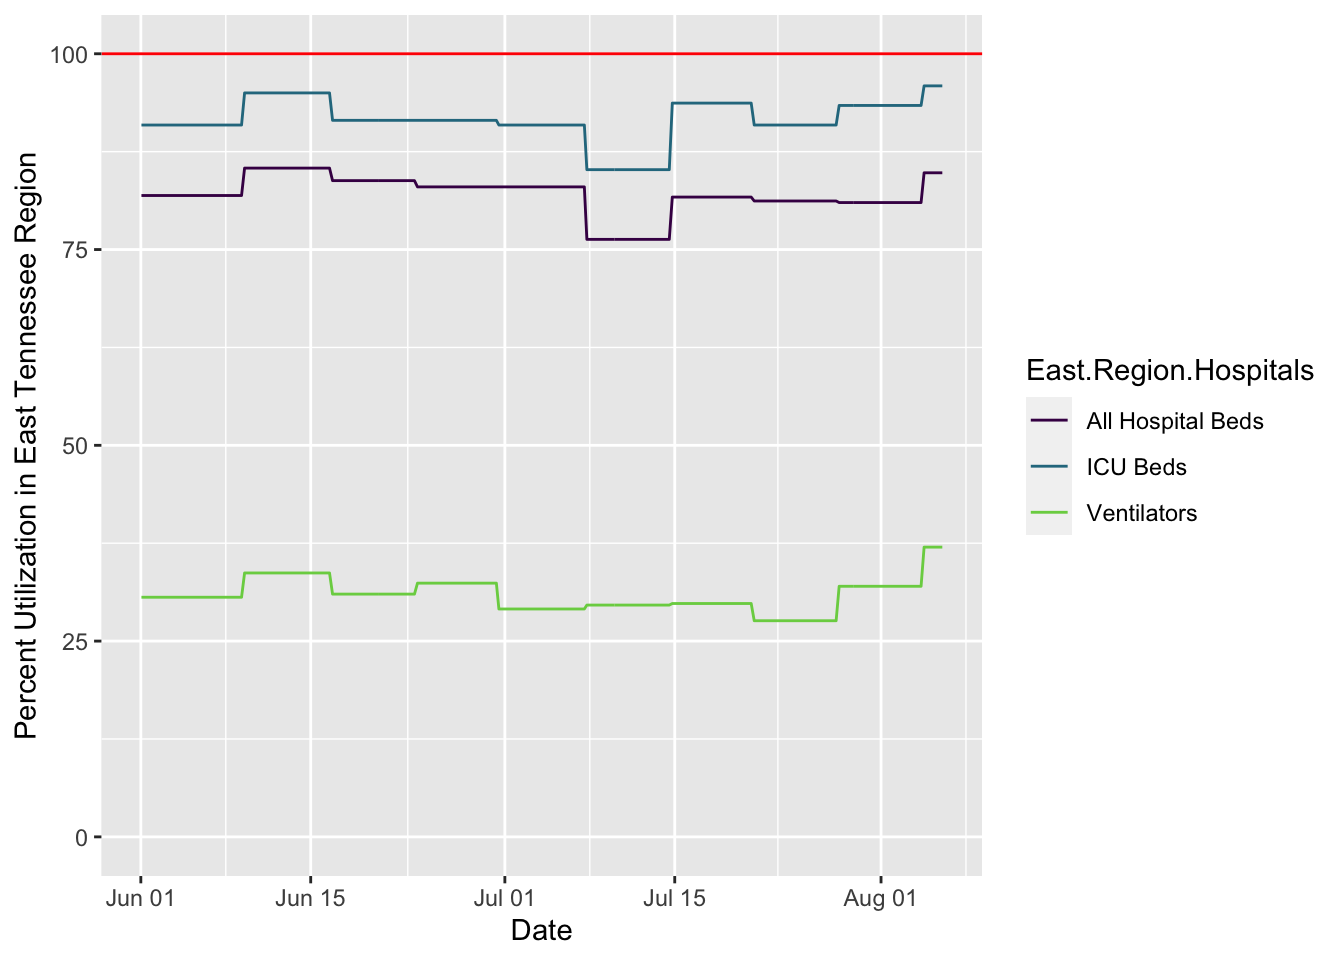 Percent Utilization in East Tennessee Region
100
75
50
25
0
Jun 01
Jun 15
Jul 01
Jul 15
Aug 01
Date
East.Region.Hospitals
All Hospital Beds
ICU Beds
Ventilators